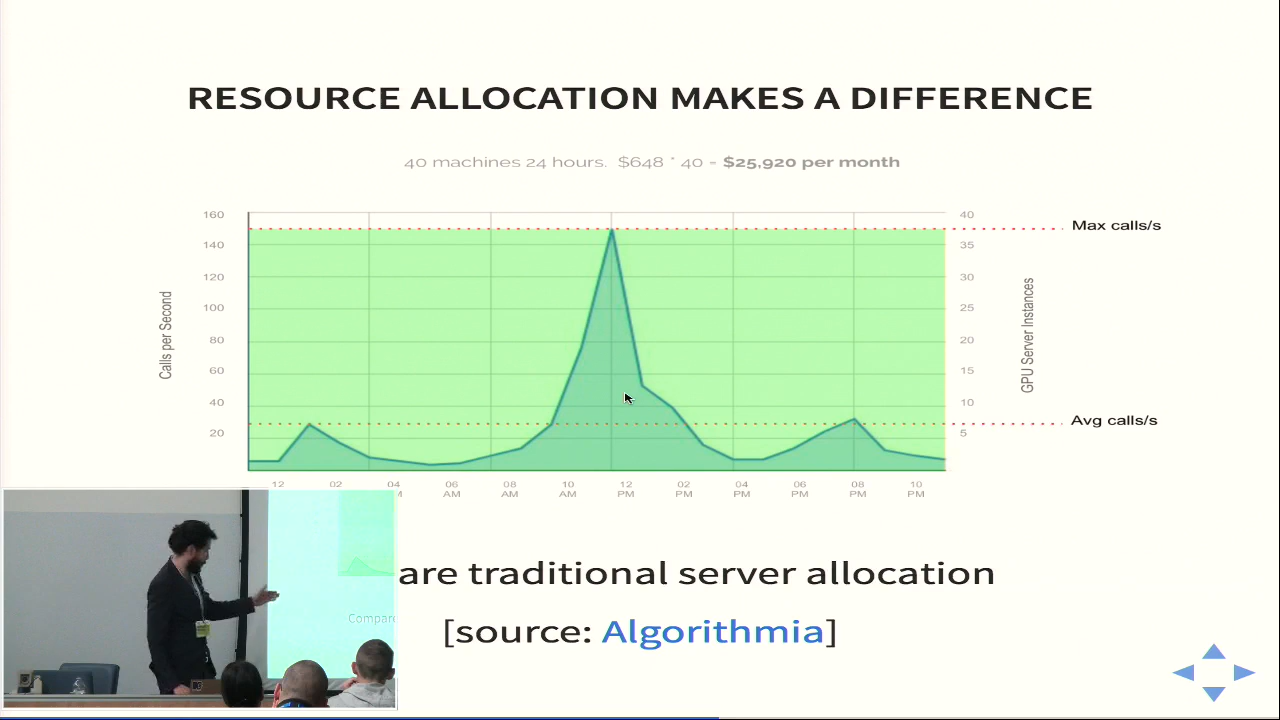 RESOURCE ALLOCATION MAKES A DIFFERENCE
40 machines 24 hours. $648 * 40 = $25,920 per month
160
140
120
100
80
60
40
20
Calls per Second
40
35
30
25
20
15
10
5
GPU Server Instances
Max calls/s
Avg calls/s
12
02
04
M
06
AM
08
AM
10
AM
12
PM
02
PM
04
PM
06
PM
08
PM
10
PM
Compare
are traditional server allocation
[source: Algorithmia]